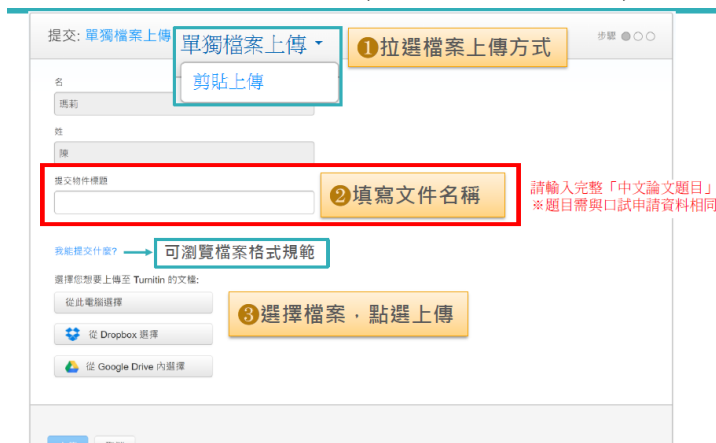 提交: 單獨檔案上傳
單獨檔案上傳
剪貼上傳
❶拉選檔案上傳方式
步驟
名
瑪莉
姓
陳
提交物件標題
❷填寫文件名稱
請輸入完整「中文論文題目」
※題目需與口試申請資料相同
我能提交什麼?
可瀏覽檔案格式規範
選擇您想要上傳至 Turnitin 的文檔:
從此電腦選擇
從 Dropbox 選擇
從 Google Drive 內選擇
❸選擇檔案，點選上傳